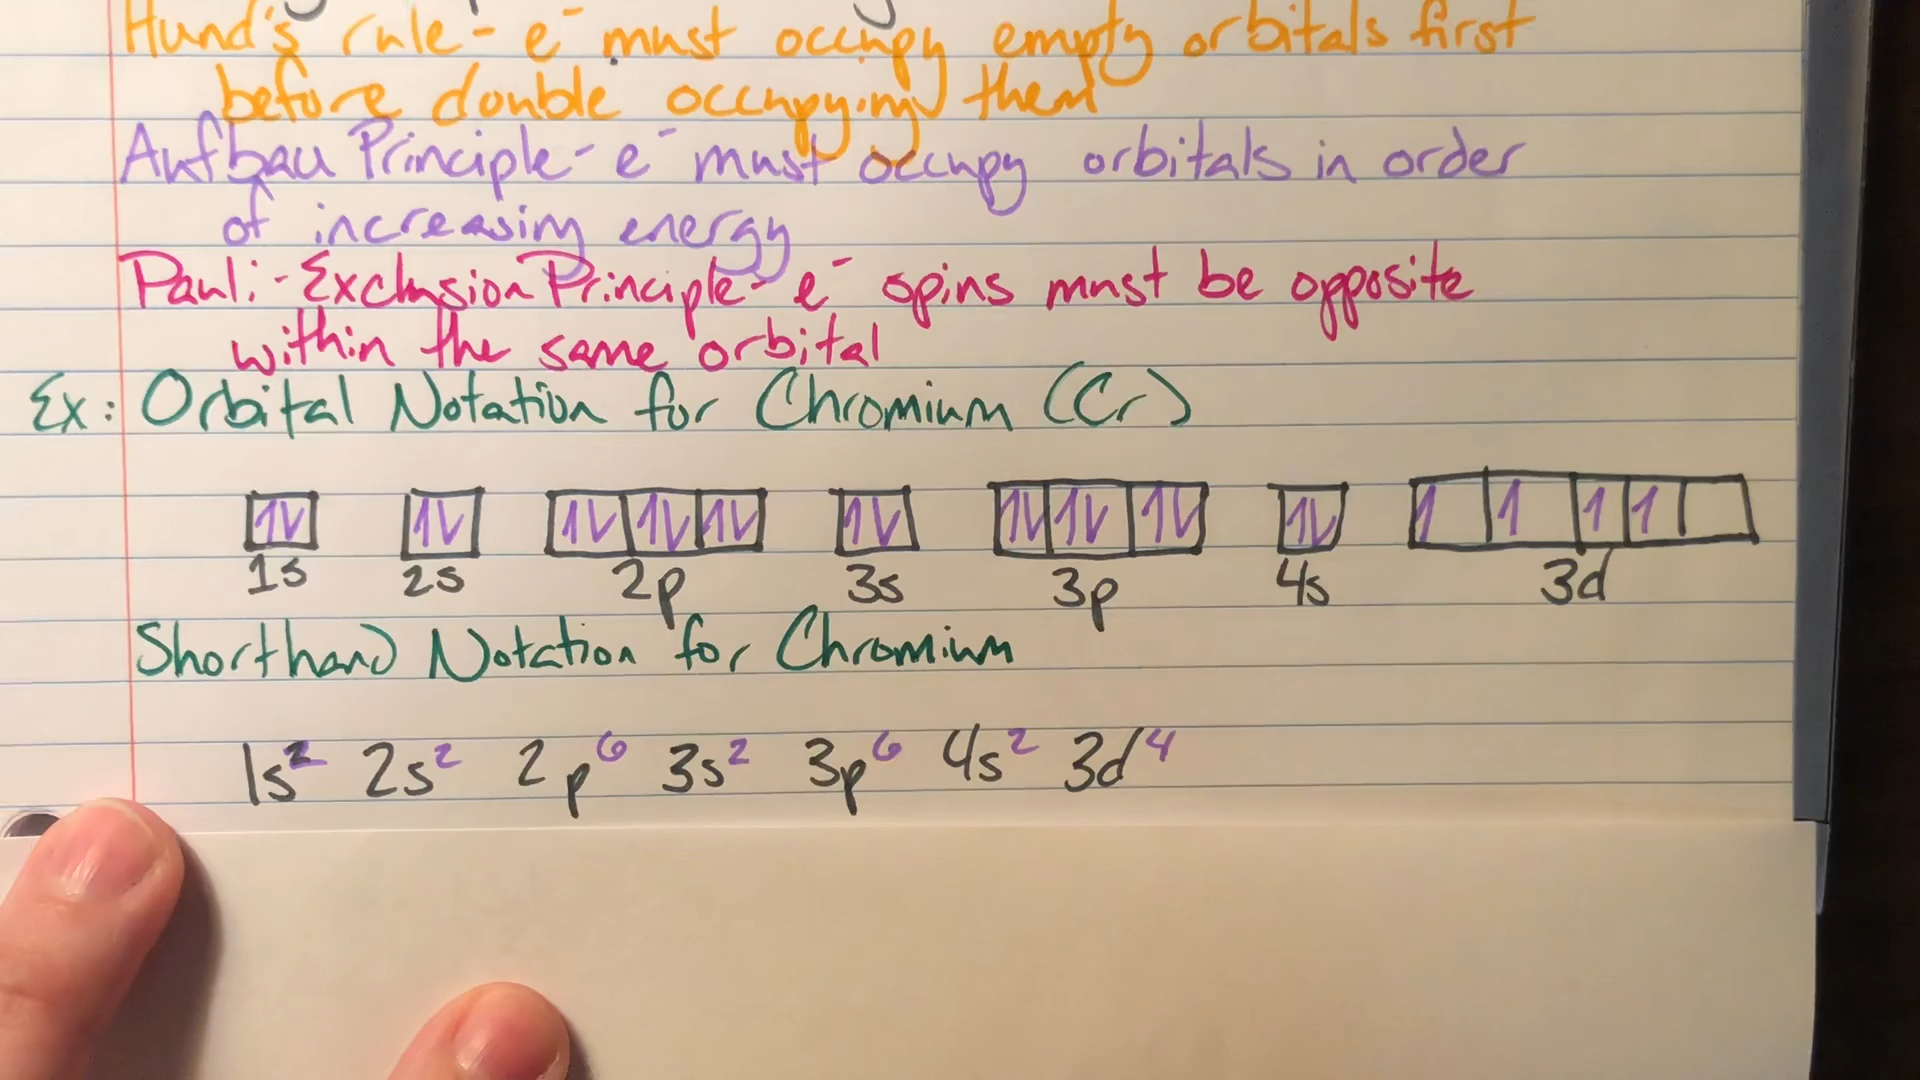 Hund's rule - e⁻ must occupy empty orbitals first
before double occupying them
Aufbau Principle - e⁻ must occupy orbitals in order
of increasing energy
Pauli-Exclusion Principle - e⁻ spins must be opposite
within the same orbital
Ex: Orbital Notation for Chromium (Cr)
1s 2s 2p 3s 3p 4s 3d
Shorthand Notation for Chromium
1s² 2s² 2p⁶ 3s² 3p⁶ 4s² 3d⁴